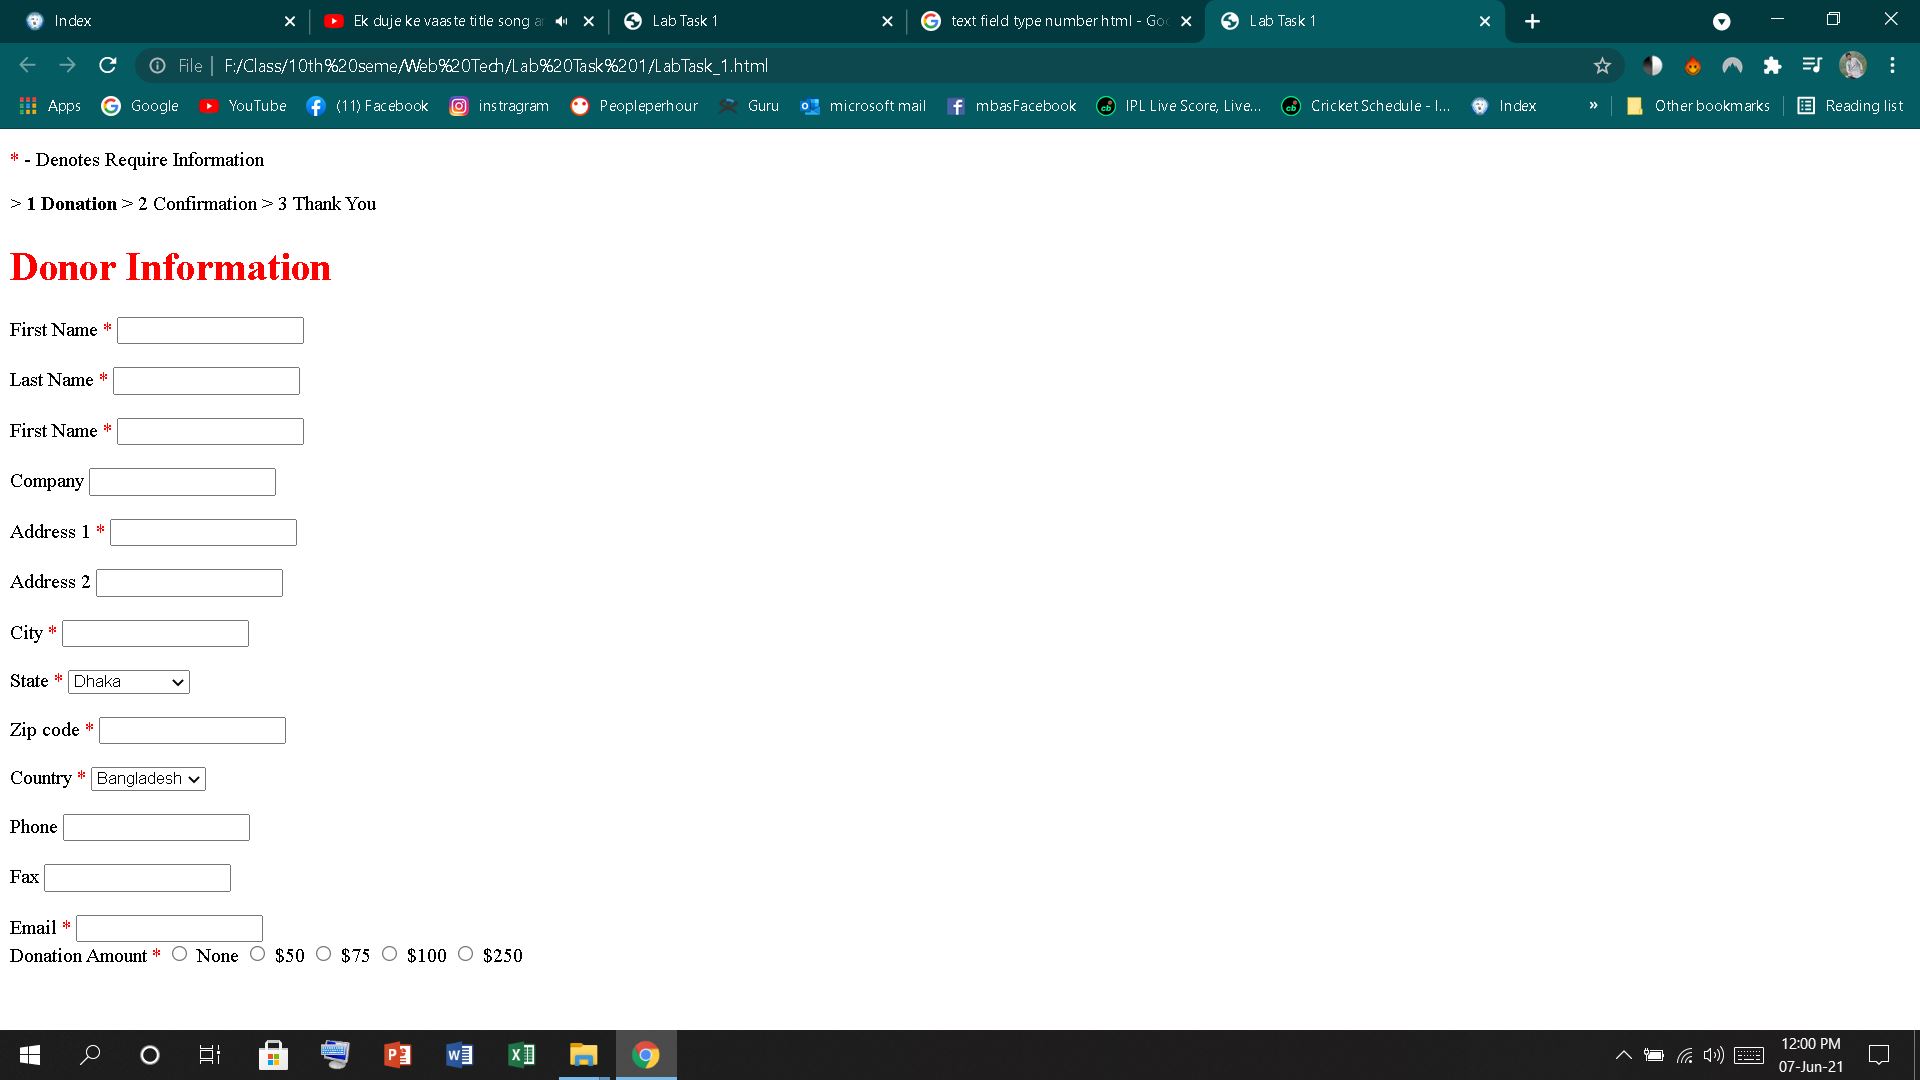 Index
Ek duje ke vaaste title song a
Lab Task 1
text field type number html - Goo
Lab Task 1
File | F:/Class/10th%20seme/Web%20Tech/Lab%20Task%201/LabTask_1.html
Apps Google YouTube (11) Facebook instragram Peopleperhour Guru microsoft mail mbasFacebook IPL Live Score, Live... Cricket Schedule - I... Index » Other bookmarks Reading list
* - Denotes Require Information
> 1 Donation > 2 Confirmation > 3 Thank You
Donor Information
First Name *
Last Name *
First Name *
Company
Address 1 *
Address 2
City *
State * Dhaka
Zip code *
Country * Bangladesh
Phone
Fax
Email *
Donation Amount * None $50 $75 $100 $250
12:00 PM
07-Jun-21